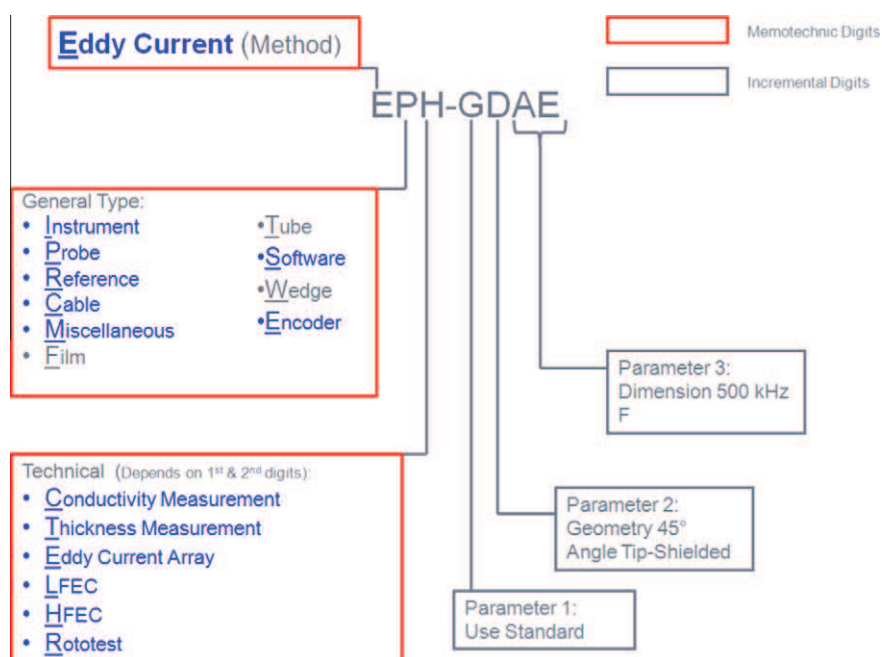 Eddy Current (Method)
Memotechnic Digits
Incremental Digits
EPH-GDAE
General Type:
• Instrument
• Probe
• Reference
• Cable
• Miscellaneous
• Film
•Tube
•Software
•Wedge
•Encoder
Parameter 3:
Dimension 500 kHz
F
Technical (Depends on 1st & 2nd digits):
• Conductivity Measurement
• Thickness Measurement
• Eddy Current Array
• LFEC
• HFEC
• Rototest
Parameter 2:
Geometry 45°
Angle Tip-Shielded
Parameter 1:
Use Standard